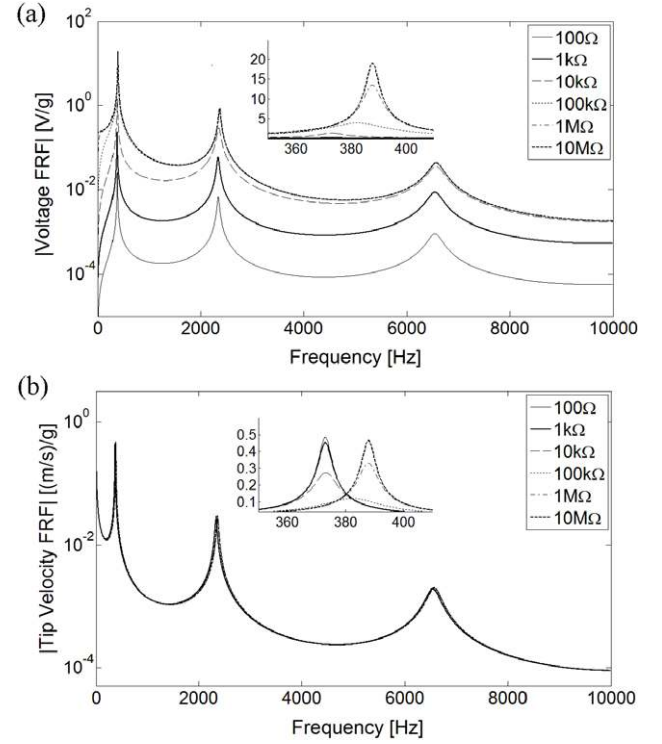 (a)
|Voltage FRF| [V/g]
10^2
10^0
10^-2
10^-4
20
15
10
5
360
380
400
100Ω
1kΩ
10kΩ
100kΩ
1MΩ
10MΩ
0
2000
4000
6000
8000
10000
Frequency [Hz]
(b)
|Tip Velocity FRF| [(m/s)/g]
10^0
10^-2
10^-4
0.5
0.4
0.3
0.2
0.1
360
380
400
100Ω
1kΩ
10kΩ
100kΩ
1MΩ
10MΩ
0
2000
4000
6000
8000
10000
Frequency [Hz]